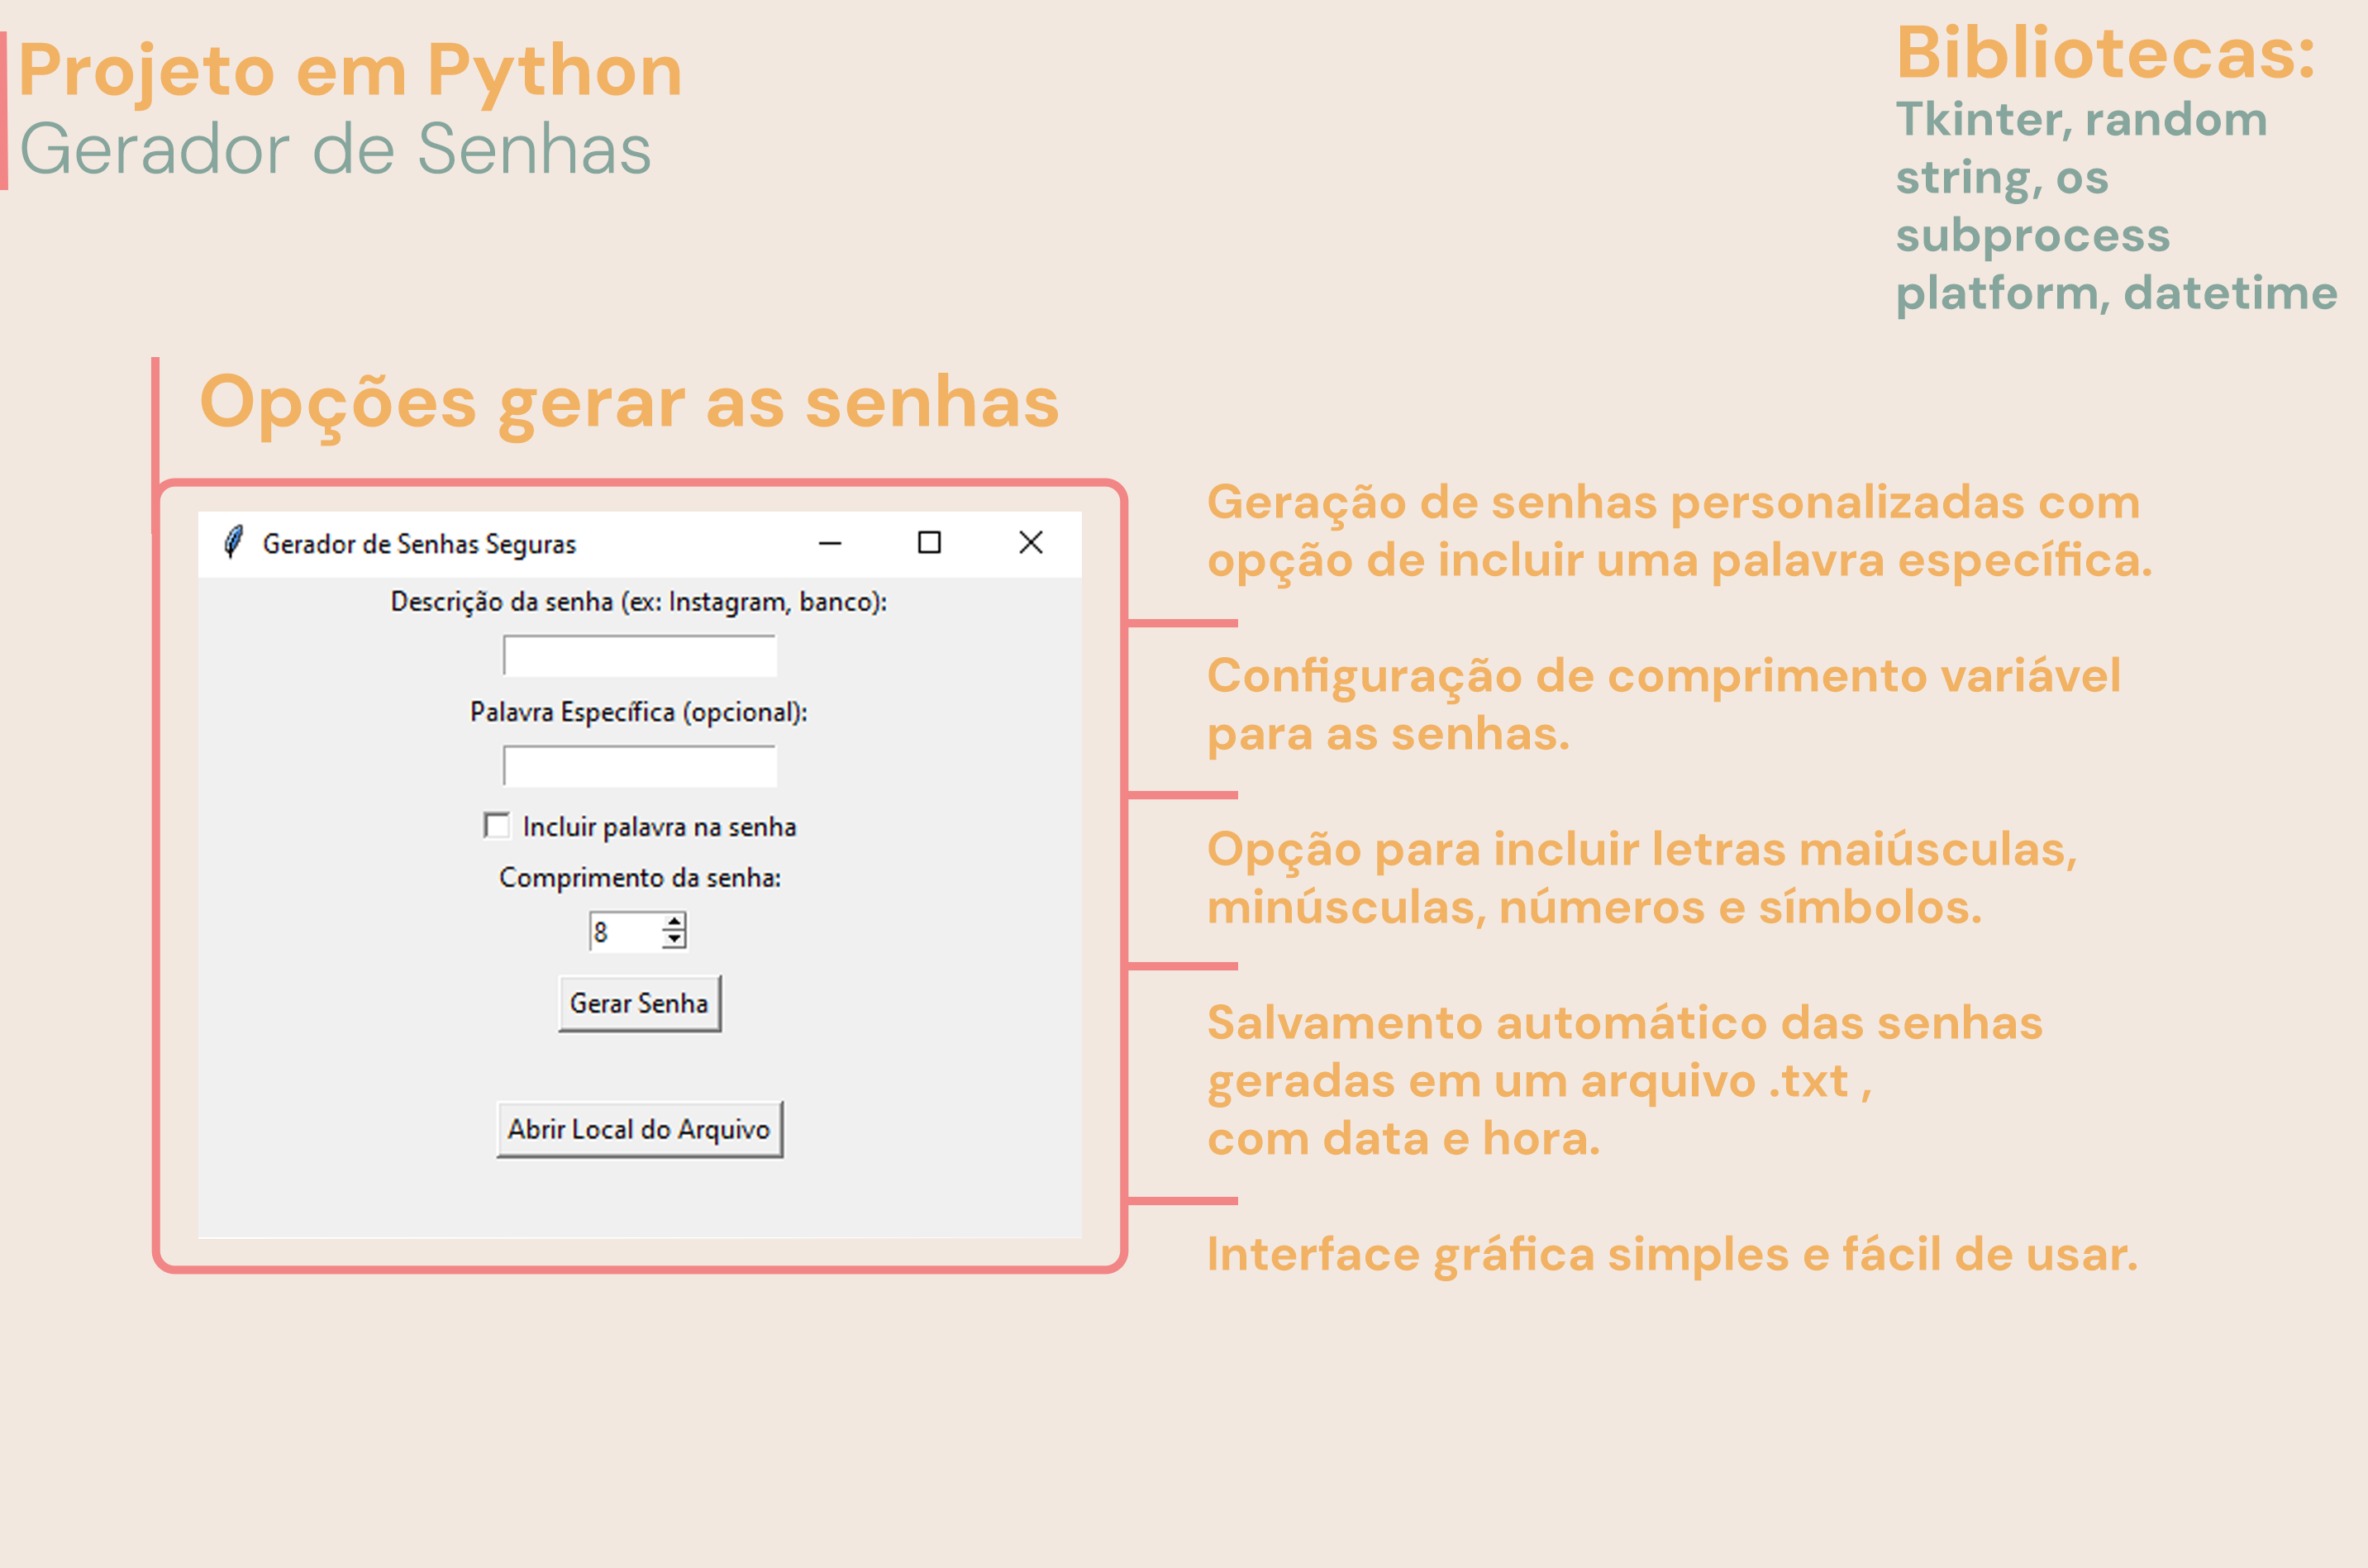 Projeto em Python
Gerador de Senhas
Bibliotecas:
Tkinter, random
string, os
subprocess
platform, datetime
Opções gerar as senhas
Gerador de Senhas Seguras
Descrição da senha (ex: Instagram, banco):
Palavra Específica (opcional):
Incluir palavra na senha
Comprimento da senha:
8
Gerar Senha
Abrir Local do Arquivo
Geração de senhas personalizadas com
opção de incluir uma palavra específica.
Configuração de comprimento variável
para as senhas.
Opção para incluir letras maiúsculas,
minúsculas, números e símbolos.
Salvamento automático das senhas
geradas em um arquivo .txt ,
com data e hora.
Interface gráfica simples e fácil de usar.